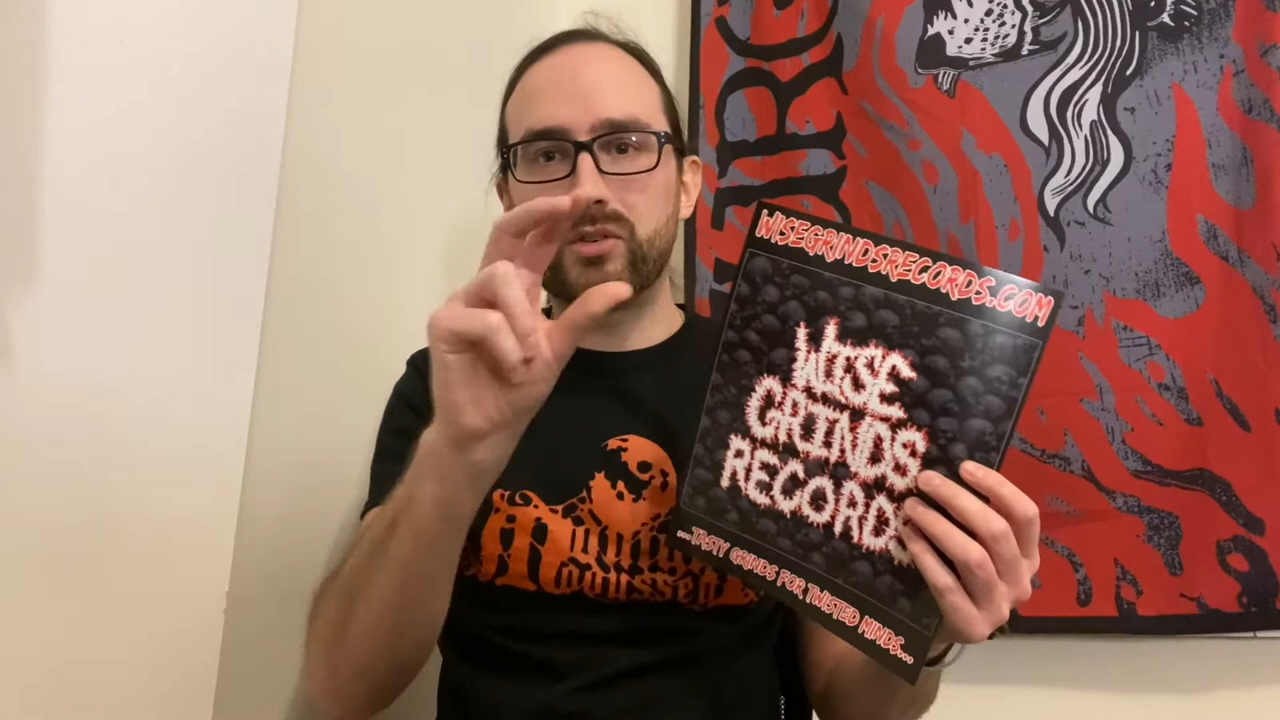 WISEGRINDSRECORDS.COM
WISE
GRINDS
RECORDS
...TASTY GRINDS FOR TWISTED MINDS...